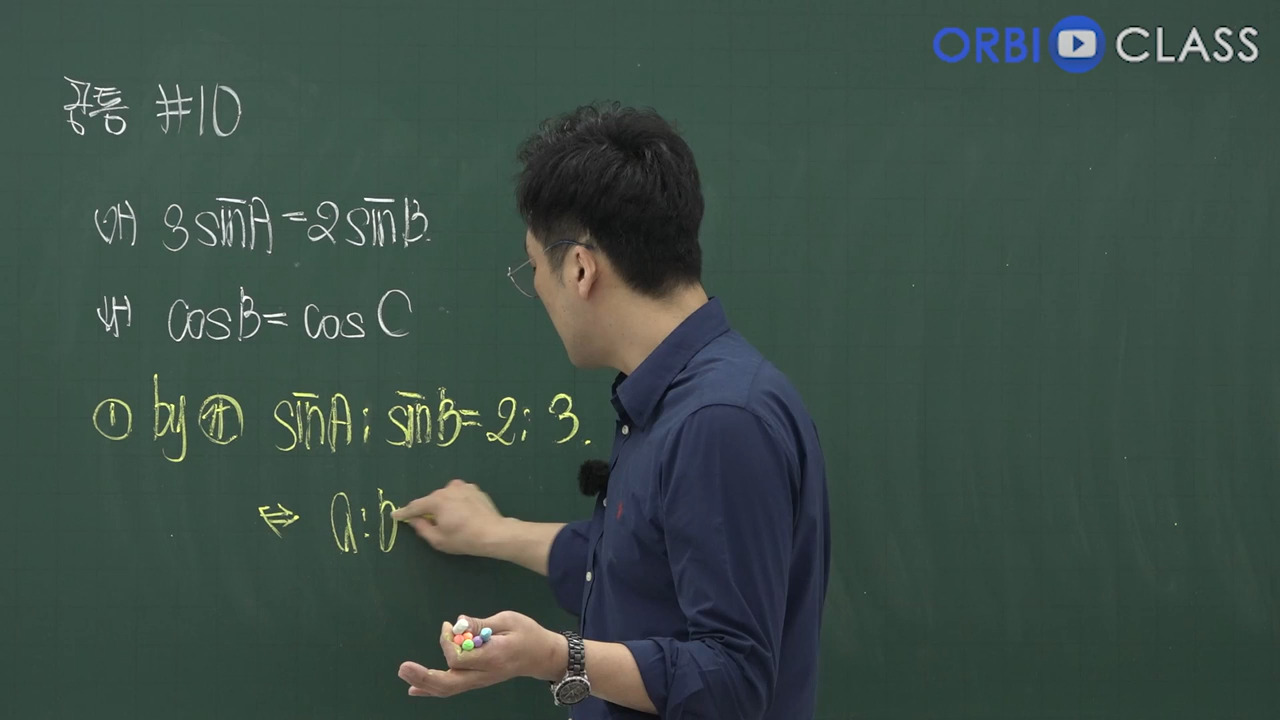 ORBI CLASS
공통 #10
(가) 3sinA=2sinB.
(나) cosB=cosC
① by (가) sinA:sinB=2:3.
⇔ a:b